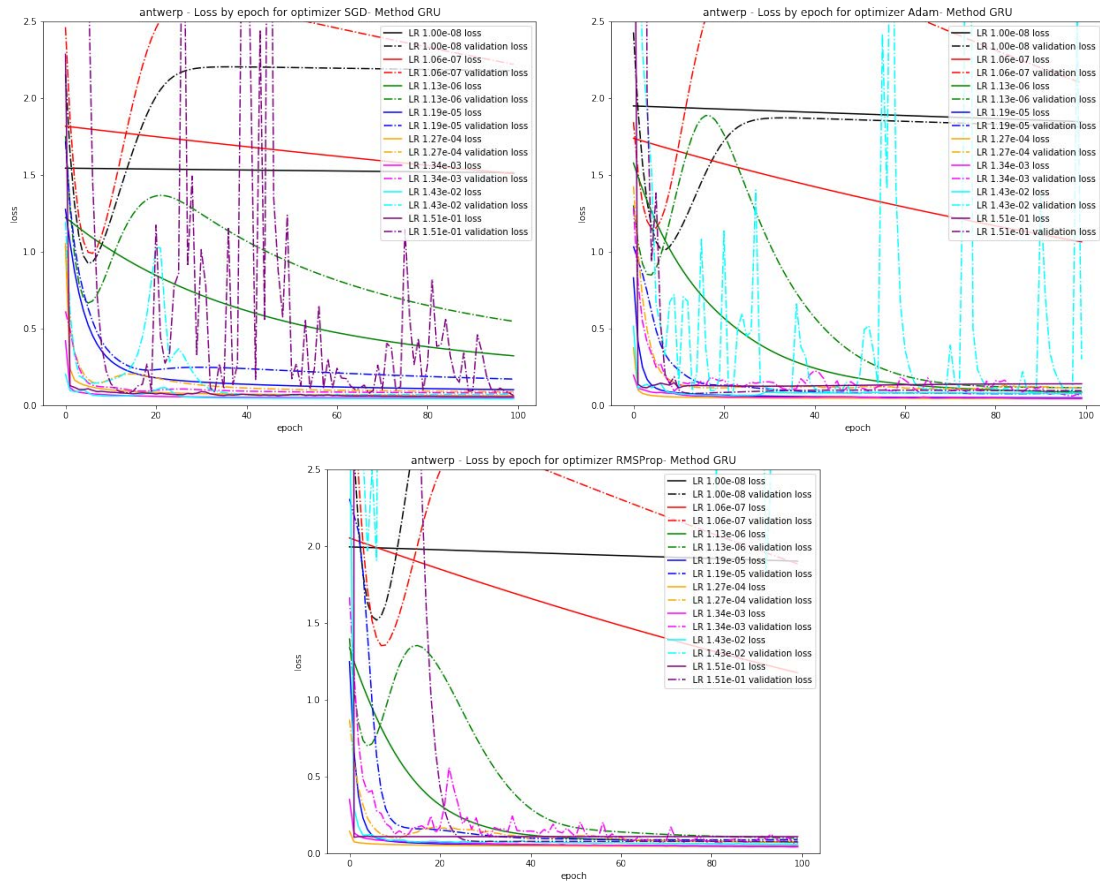 antwerp - Loss by epoch for optimizer SGD- Method GRU
2.5
2.0
1.5
1.0
0.5
0.0
loss
0
20
40
60
80
100
epoch
LR 1.00e-08 loss
LR 1.00e-08 validation loss
LR 1.06e-07 loss
LR 1.06e-07 validation loss
LR 1.13e-06 loss
LR 1.13e-06 validation loss
LR 1.19e-05 loss
LR 1.19e-05 validation loss
LR 1.27e-04 loss
LR 1.27e-04 validation loss
LR 1.34e-03 loss
LR 1.34e-03 validation loss
LR 1.43e-02 loss
LR 1.43e-02 validation loss
LR 1.51e-01 loss
LR 1.51e-01 validation loss
antwerp - Loss by epoch for optimizer Adam- Method GRU
2.5
2.0
1.5
1.0
0.5
0.0
loss
0
20
40
60
80
100
epoch
LR 1.00e-08 loss
LR 1.00e-08 validation loss
LR 1.06e-07 loss
LR 1.06e-07 validation loss
LR 1.13e-06 loss
LR 1.13e-06 validation loss
LR 1.19e-05 loss
LR 1.19e-05 validation loss
LR 1.27e-04 loss
LR 1.27e-04 validation loss
LR 1.34e-03 loss
LR 1.34e-03 validation loss
LR 1.43e-02 loss
LR 1.43e-02 validation loss
LR 1.51e-01 loss
LR 1.51e-01 validation loss
antwerp - Loss by epoch for optimizer RMSProp- Method GRU
2.5
2.0
1.5
1.0
0.5
0.0
loss
0
20
40
60
80
100
epoch
LR 1.00e-08 loss
LR 1.00e-08 validation loss
LR 1.06e-07 loss
LR 1.06e-07 validation loss
LR 1.13e-06 loss
LR 1.13e-06 validation loss
LR 1.19e-05 loss
LR 1.19e-05 validation loss
LR 1.27e-04 loss
LR 1.27e-04 validation loss
LR 1.34e-03 loss
LR 1.34e-03 validation loss
LR 1.43e-02 loss
LR 1.43e-02 validation loss
LR 1.51e-01 loss
LR 1.51e-01 validation loss